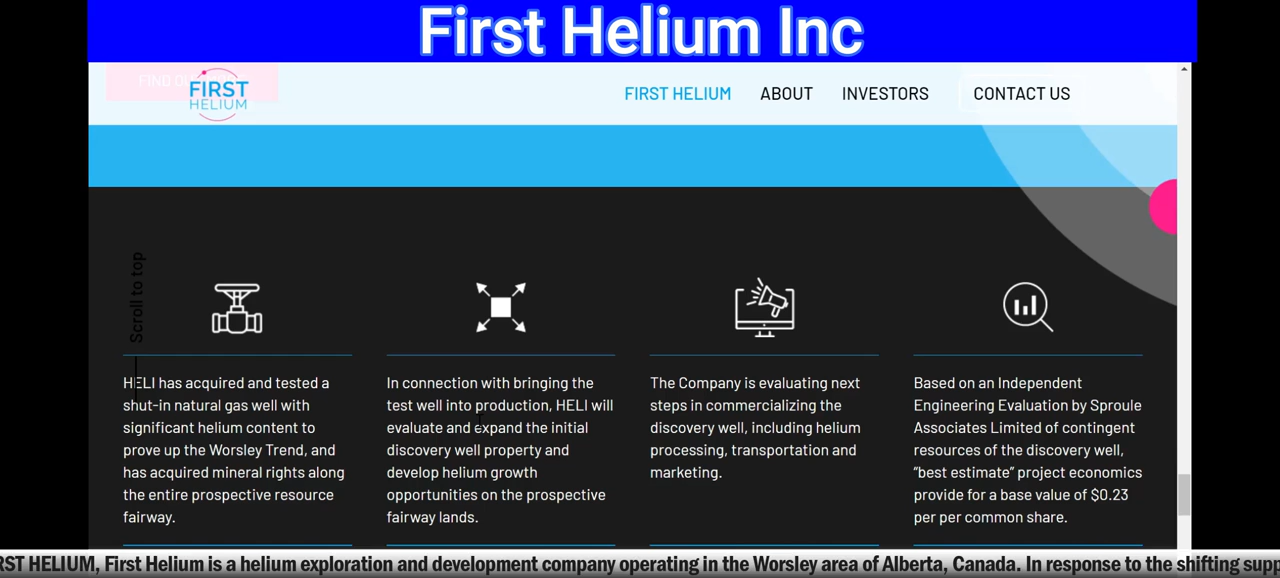 First Helium Inc
FIRST
HELIUM
FIRST HELIUM
ABOUT
INVESTORS
CONTACT US
Scroll to top
HELI has acquired and tested a
shut-in natural gas well with
significant helium content to
prove up the Worsley Trend, and
has acquired mineral rights along
the entire prospective resource
fairway.
In connection with bringing the
test well into production, HELI will
evaluate and expand the initial
discovery well property and
develop helium growth
opportunities on the prospective
fairway lands.
The Company is evaluating next
steps in commercializing the
discovery well, including helium
processing, transportation and
marketing.
Based on an Independent
Engineering Evaluation by Sproule
Associates Limited of contingent
resources of the discovery well,
“best estimate” project economics
provide for a base value of $0.23
per per common share.
RST HELIUM, First Helium is a helium exploration and development company operating in the Worsley area of Alberta, Canada. In response to the shifting sup